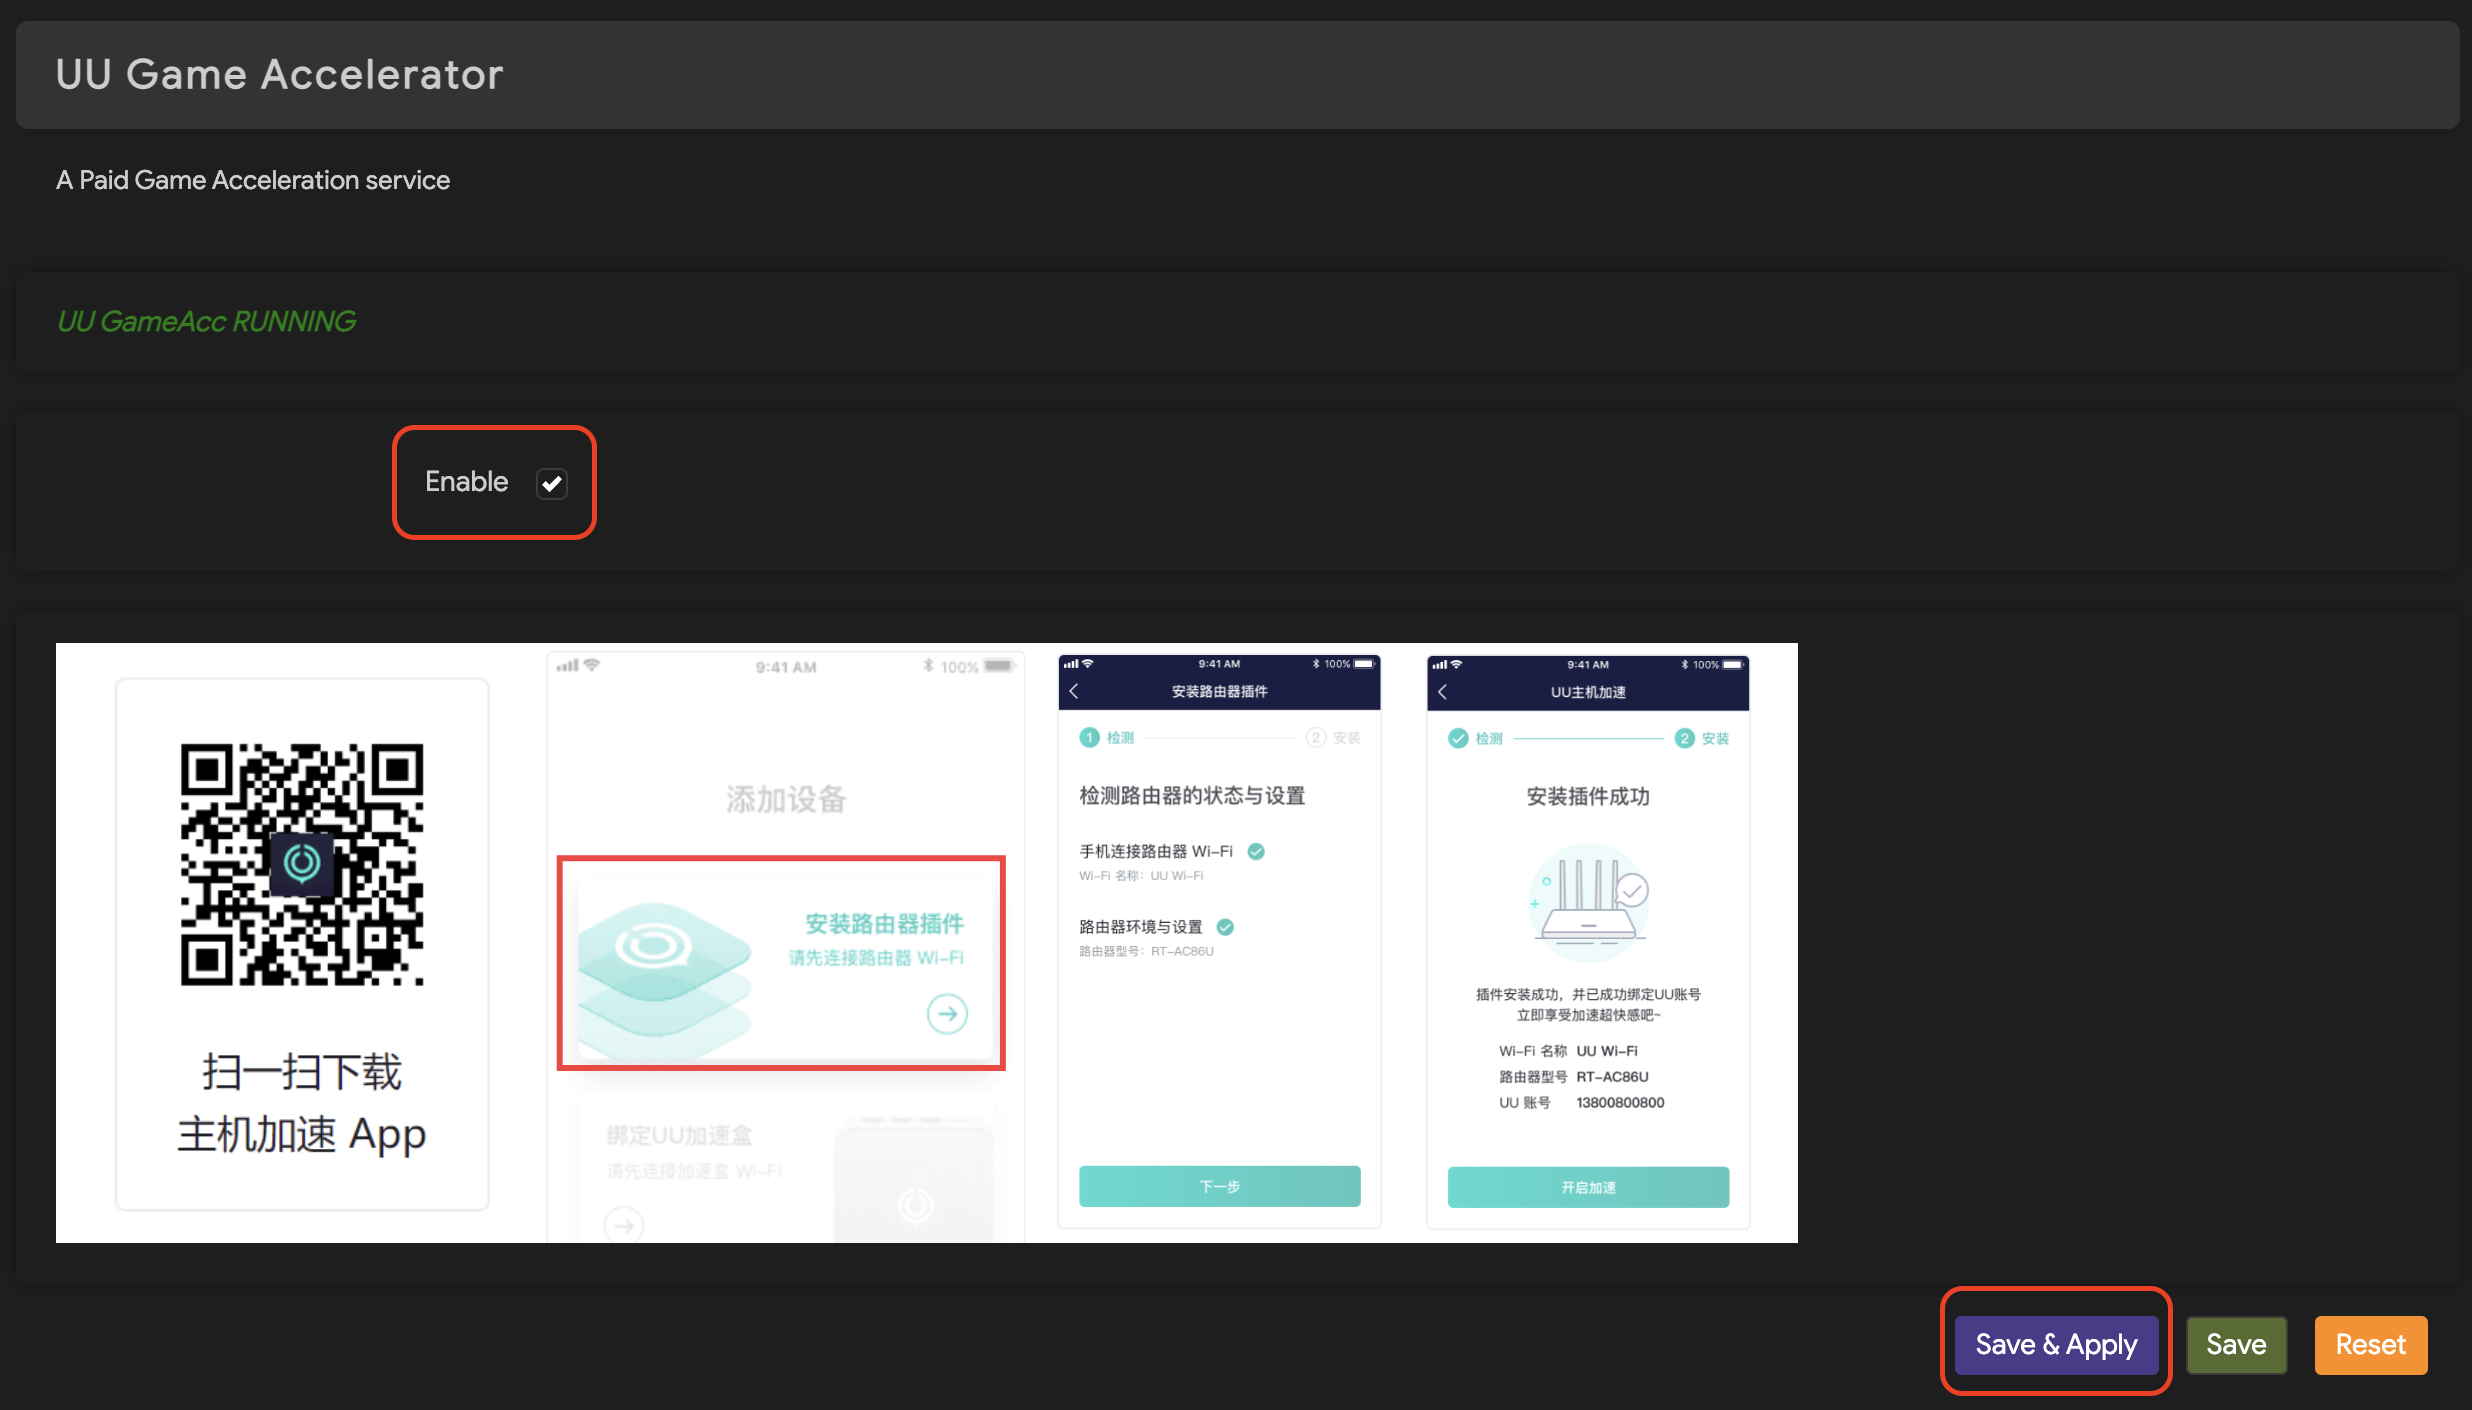 UU Game Accelerator
A Paid Game Acceleration service
UU GameAcc RUNNING
Enable
扫一扫下载
主机加速 App
9:41 AM
100%
添加设备
安装路由器插件
请先连接路由器 Wi-Fi
绑定UU加速盒
请先连接加速盒 Wi-Fi
9:41 AM
100%
安装路由器插件
1 检测
2 安装
检测路由器的状态与设置
手机连接路由器 Wi-Fi
Wi-Fi 名称：UU Wi-Fi
路由器环境与设置
路由器型号：RT-AC86U
下一步
9:41 AM
100%
UU主机加速
检测
2 安装
安装插件成功
插件安装成功，并已成功绑定UU账号
立即享受加速超快感吧~
Wi-Fi 名称 UU Wi-Fi
路由器型号 RT-AC86U
UU 账号 13800800800
开启加速
Save & Apply
Save
Reset